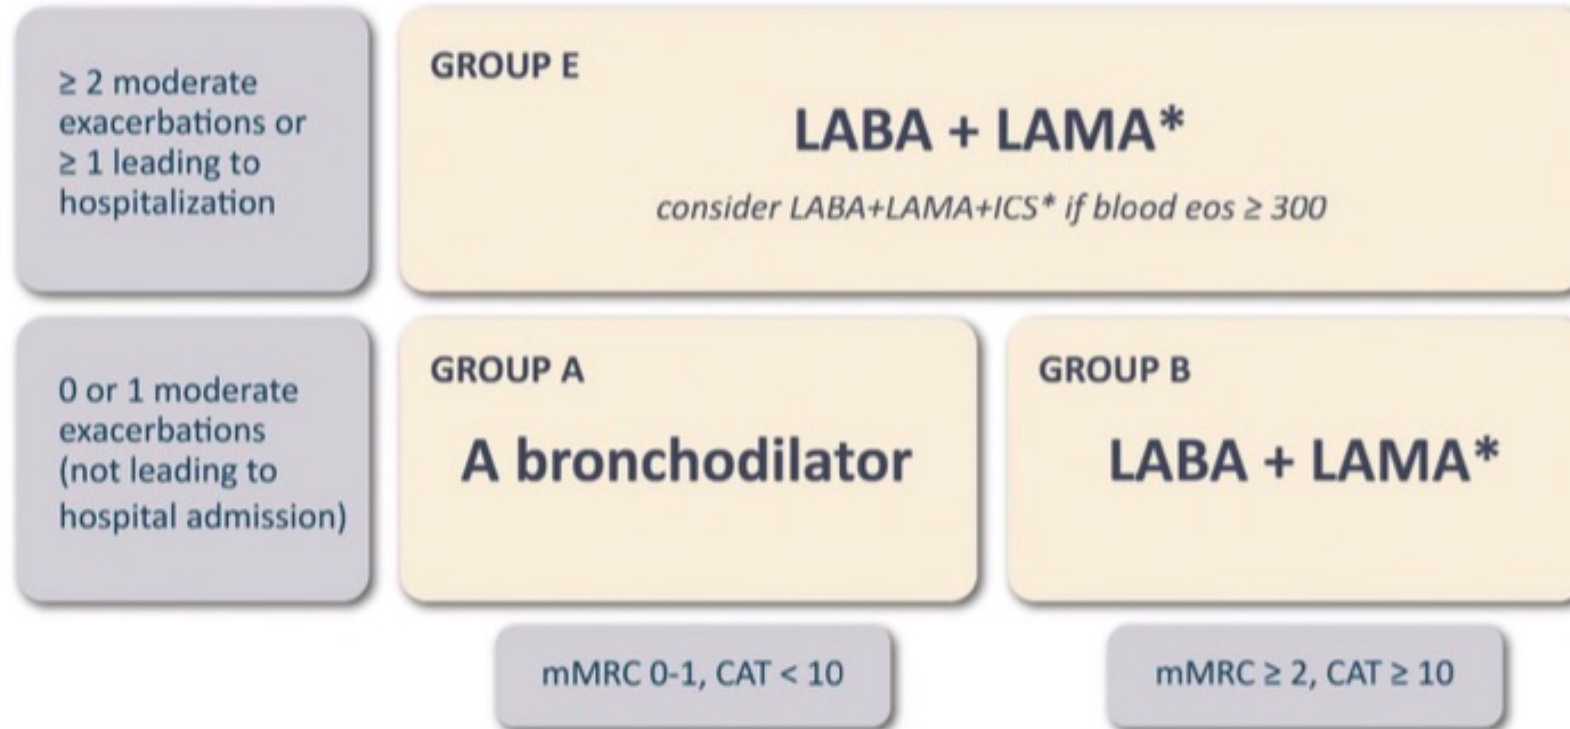 ≥ 2 moderate
exacerbations or
≥ 1 leading to
hospitalization
GROUP E
LABA + LAMA*
consider LABA+LAMA+ICS* if blood eos ≥ 300
0 or 1 moderate
exacerbations
(not leading to
hospital admission)
GROUP A
A bronchodilator
GROUP B
LABA + LAMA*
mMRC 0-1, CAT < 10
mMRC ≥ 2, CAT ≥ 10